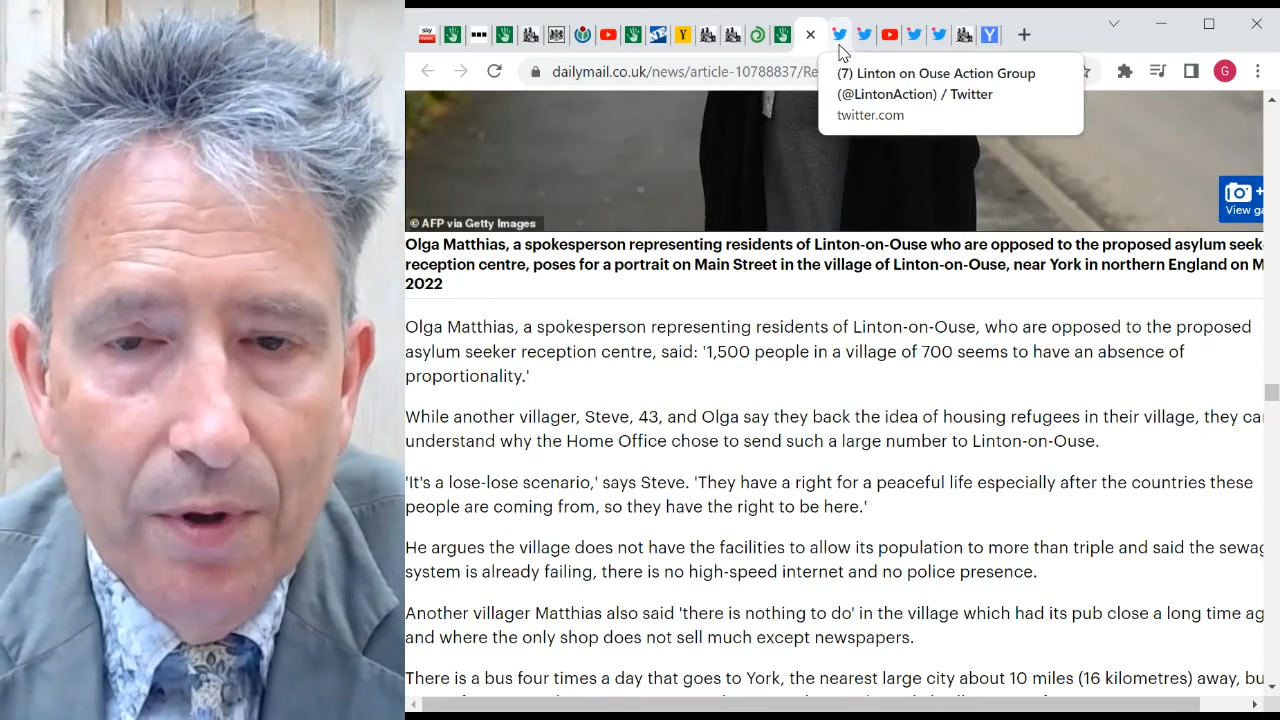 sky
dailymail.co.uk/news/article-10788837/Re
G
(7) Linton on Ouse Action Group
(@LintonAction) / Twitter
twitter.com
View ga
© AFP via Getty Images
Olga Matthias, a spokesperson representing residents of Linton-on-Ouse who are opposed to the proposed asylum seek
reception centre, poses for a portrait on Main Street in the village of Linton-on-Ouse, near York in northern England on M
2022
Olga Matthias, a spokesperson representing residents of Linton-on-Ouse, who are opposed to the proposed
asylum seeker reception centre, said: '1,500 people in a village of 700 seems to have an absence of
proportionality.'
While another villager, Steve, 43, and Olga say they back the idea of housing refugees in their village, they can
understand why the Home Office chose to send such a large number to Linton-on-Ouse.
'It's a lose-lose scenario,' says Steve. 'They have a right for a peaceful life especially after the countries these
people are coming from, so they have the right to be here.'
He argues the village does not have the facilities to allow its population to more than triple and said the sewag
system is already failing, there is no high-speed internet and no police presence.
Another villager Matthias also said 'there is nothing to do' in the village which had its pub close a long time ag
and where the only shop does not sell much except newspapers.
There is a bus four times a day that goes to York, the nearest large city about 10 miles (16 kilometres) away, bu